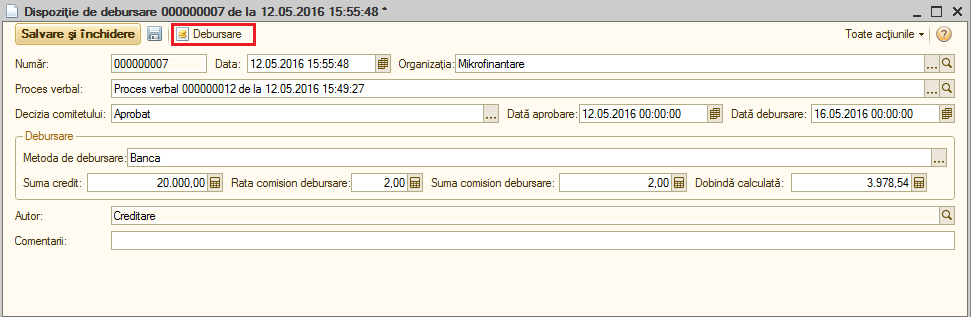 Dispoziție de debursare 000000007 de la 12.05.2016 15:55:48 *
Salvare și închidere Debursare Toate acțiunile ?
Număr: 000000007 Data: 12.05.2016 15:55:48 Organizația: Mikrofinantare ...
Proces verbal: Proces verbal 000000012 de la 12.05.2016 15:49:27 ...
Decizia comitetului: Aprobat ... Dată aprobare: 12.05.2016 00:00:00 Dată debursare: 16.05.2016 00:00:00
Debursare
Metoda de debursare: Banca ...
Suma credit: 20.000,00 Rata comision debursare: 2,00 Suma comision debursare: 2,00 Dobindă calculată: 3.978,54
Autor: Creditare
Comentarii: